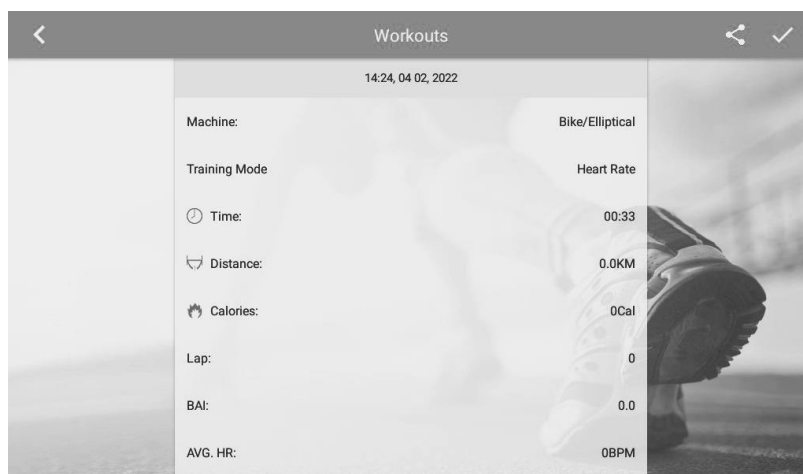 Workouts
14:24, 04 02, 2022
Machine: Bike/Elliptical
Training Mode Heart Rate
Time: 00:33
Distance: 0.0KM
Calories: 0Cal
Lap: 0
BAI: 0.0
AVG. HR: 0BPM